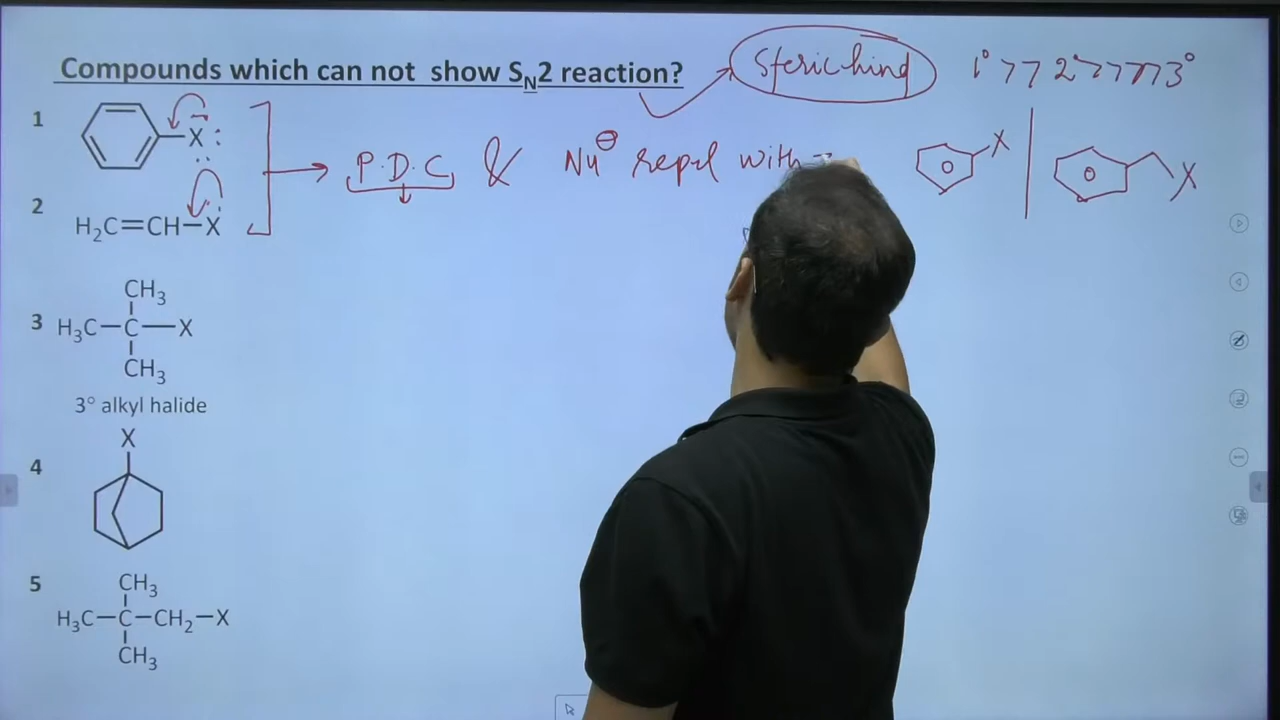 Compounds which can not show SN2 reaction?
Steric hind
1° >> 2° >>>> 3°
1
X
P.D.C & Nu⊖ repel with
X
X
2
H2C=CH–X
3
CH3
H3C–C–X
CH3
3° alkyl halide
4
X
5
CH3
H3C–C–CH2–X
CH3